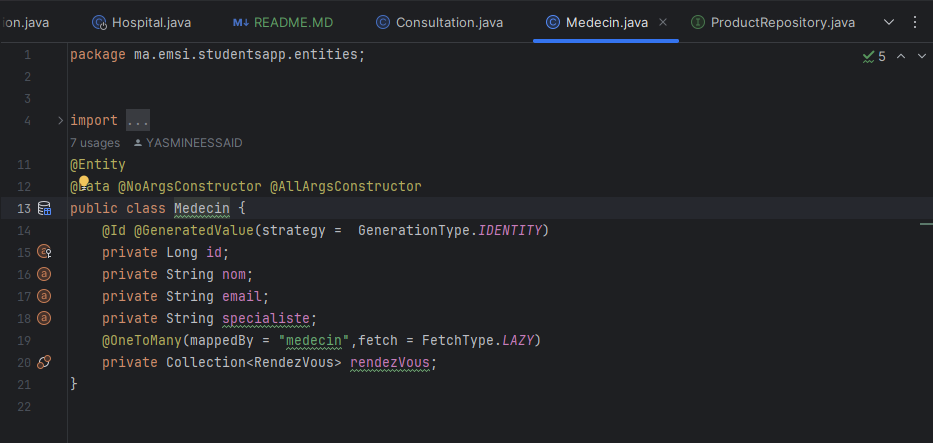 ion.java Hospital.java README.MD Consultation.java Medecin.java ProductRepository.java
1 package ma.emsi.studentsapp.entities; 5
2
3
4 import ...
7 usages YASMINEESSAID
11 @Entity
12 @Data @NoArgsConstructor @AllArgsConstructor
13 public class Medecin {
14 @Id @GeneratedValue(strategy = GenerationType.IDENTITY)
15 private Long id;
16 private String nom;
17 private String email;
18 private String specialiste;
19 @OneToMany(mappedBy = "medecin",fetch = FetchType.LAZY)
20 private Collection<RendezVous> rendezVous;
21 }
22